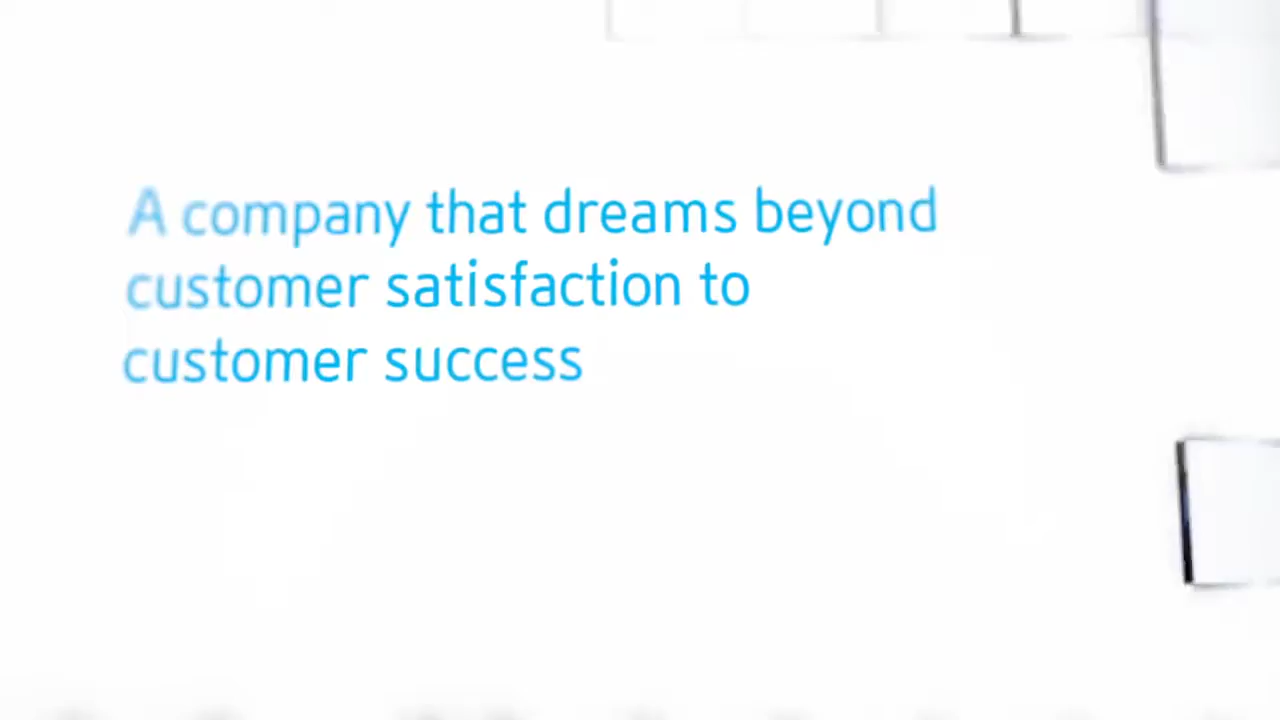 A company that dreams beyond
customer satisfaction to
customer success